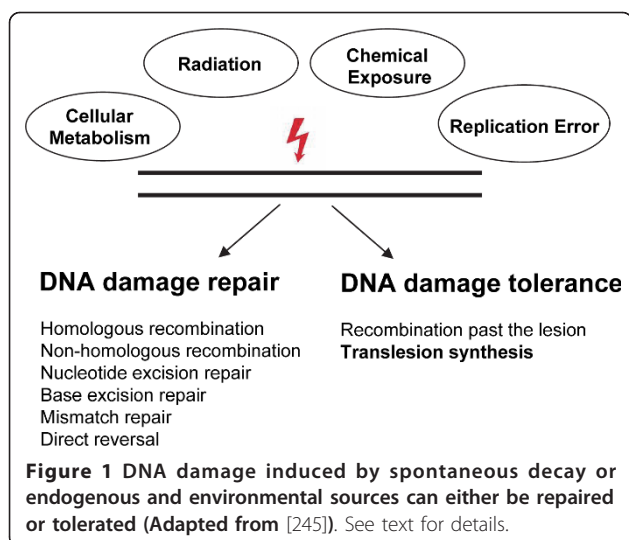 Radiation
Chemical
Exposure
Cellular
Metabolism
Replication Error
DNA damage repair
Homologous recombination
Non-homologous recombination
Nucleotide excision repair
Base excision repair
Mismatch repair
Direct reversal
DNA damage tolerance
Recombination past the lesion
Translesion synthesis
Figure 1 DNA damage induced by spontaneous decay or
endogenous and environmental sources can either be repaired
or tolerated (Adapted from [245]). See text for details.